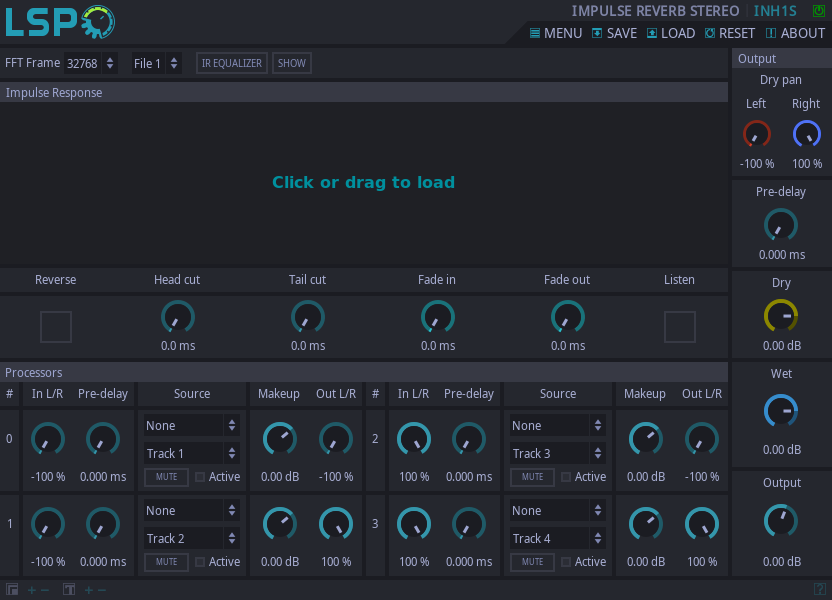 LSP
IMPULSE REVERB STEREO INH1S
MENU SAVE LOAD RESET ABOUT
FFT Frame 32768 File 1 IR EQUALIZER SHOW
Output
Dry pan
Left Right
-100 % 100 %
Impulse Response
Click or drag to load
Pre-delay
0.000 ms
Reverse Head cut Tail cut Fade in Fade out Listen
0.0 ms 0.0 ms 0.0 ms 0.0 ms
Dry
0.00 dB
Processors
# In L/R Pre-delay Source Makeup Out L/R # In L/R Pre-delay Source Makeup Out L/R
Wet
0.00 dB
0 None 2 None
Track 1 Track 3
-100 % 0.000 ms MUTE Active 0.00 dB -100 % 100 % 0.000 ms MUTE Active 0.00 dB -100 %
Output
0.00 dB
1 None 3 None
Track 2 Track 4
-100 % 0.000 ms MUTE Active 0.00 dB 100 % 100 % 0.000 ms MUTE Active 0.00 dB 100 %
+ − T + − ?